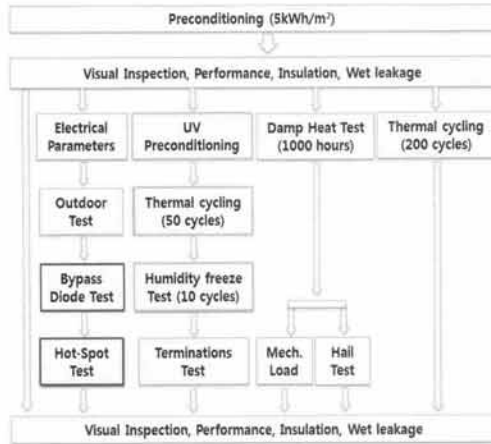 Preconditioning (5kWh/m²)
Visual Inspection, Performance, Insulation, Wet leakage
Electrical
Parameters
UV
Preconditioning
Damp Heat Test
(1000 hours)
Thermal cycling
(200 cycles)
Outdoor
Test
Thermal cycling
(50 cycles)
Bypass
Diode Test
Humidity freeze
Test (10 cycles)
Hot-Spot
Test
Terminations
Test
Mech.
Load
Hail
Test
Visual Inspection, Performance, Insulation, Wet leakage